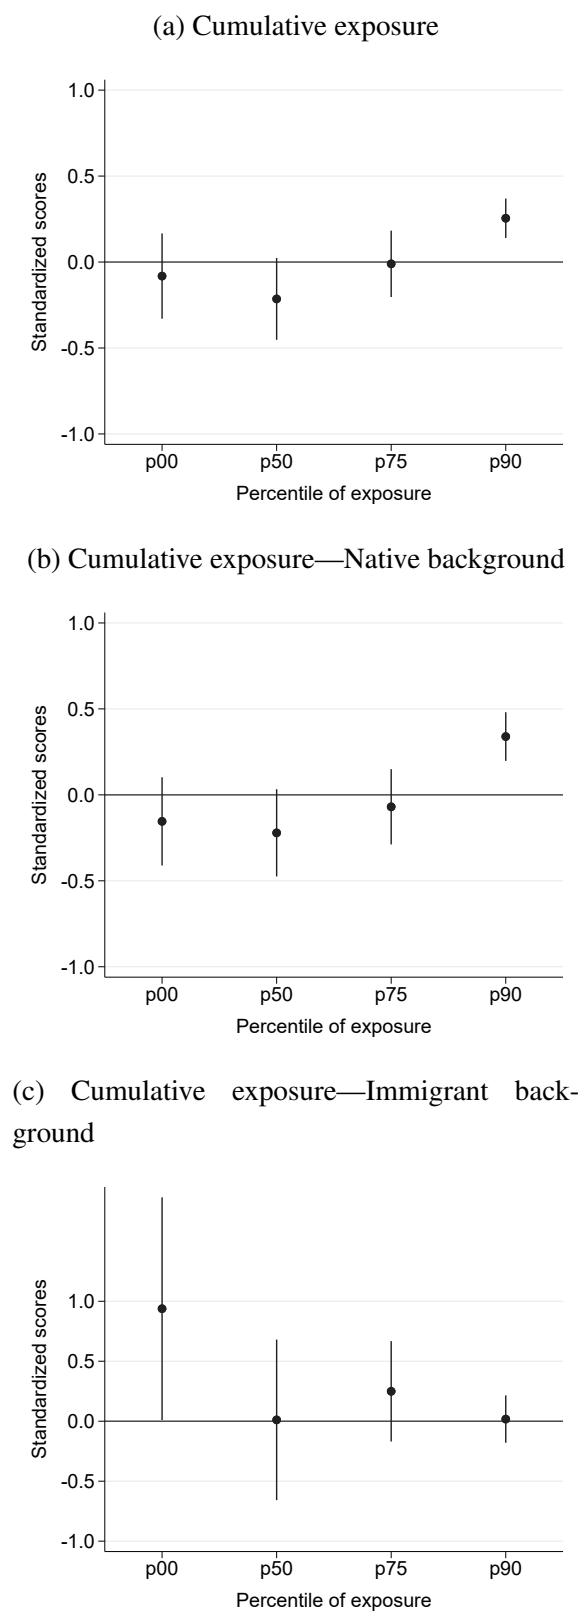 (a) Cumulative exposure
1.0
0.5
0.0
-0.5
-1.0
Standardized scores
p00 p50 p75 p90
Percentile of exposure
(b) Cumulative exposure—Native background
1.0
0.5
0.0
-0.5
-1.0
Standardized scores
p00 p50 p75 p90
Percentile of exposure
(c) Cumulative exposure—Immigrant back-
ground
1.0
0.5
0.0
-0.5
-1.0
Standardized scores
p00 p50 p75 p90
Percentile of exposure